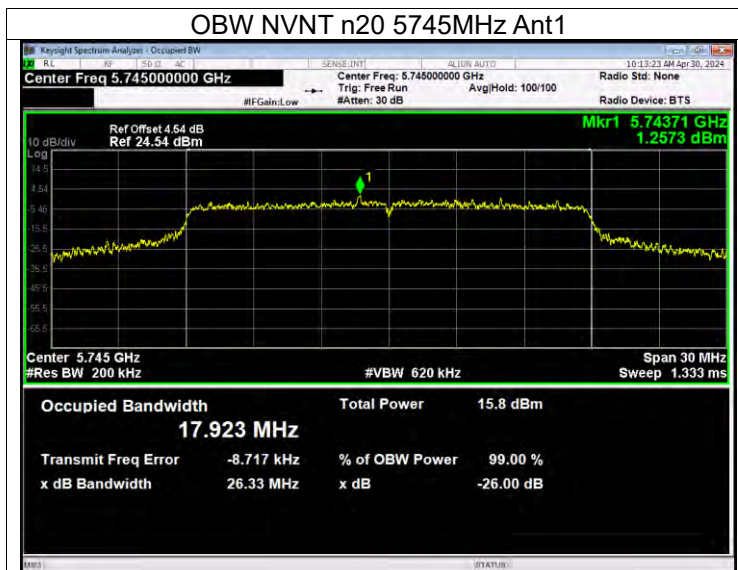 OBW NVNT n20 5745MHz Ant1
Keysight Spectrum Analyzer - Occupied BW
RL RF 50 Ω AC SENSE:INT ALIGN AUTO 10:13:23 AM Apr 30, 2024
Center Freq 5.745000000 GHz Center Freq: 5.745000000 GHz Radio Std: None
Trig: Free Run Avg|Hold: 100/100
#IFGain:Low #Atten: 30 dB Radio Device: BTS
Ref Offset 4.54 dB Mkr1 5.74371 GHz
10 dB/div Ref 24.54 dBm 1.2573 dBm
Log
14.5
1
4.54
-5.46
-15.5
-25.5
-35.5
-45.5
-55.5
-65.5
Center 5.745 GHz Span 30 MHz
#Res BW 200 kHz #VBW 620 kHz Sweep 1.333 ms
Occupied Bandwidth Total Power 15.8 dBm
17.923 MHz
Transmit Freq Error -8.717 kHz % of OBW Power 99.00 %
x dB Bandwidth 26.33 MHz x dB -26.00 dB
MSG STATUS